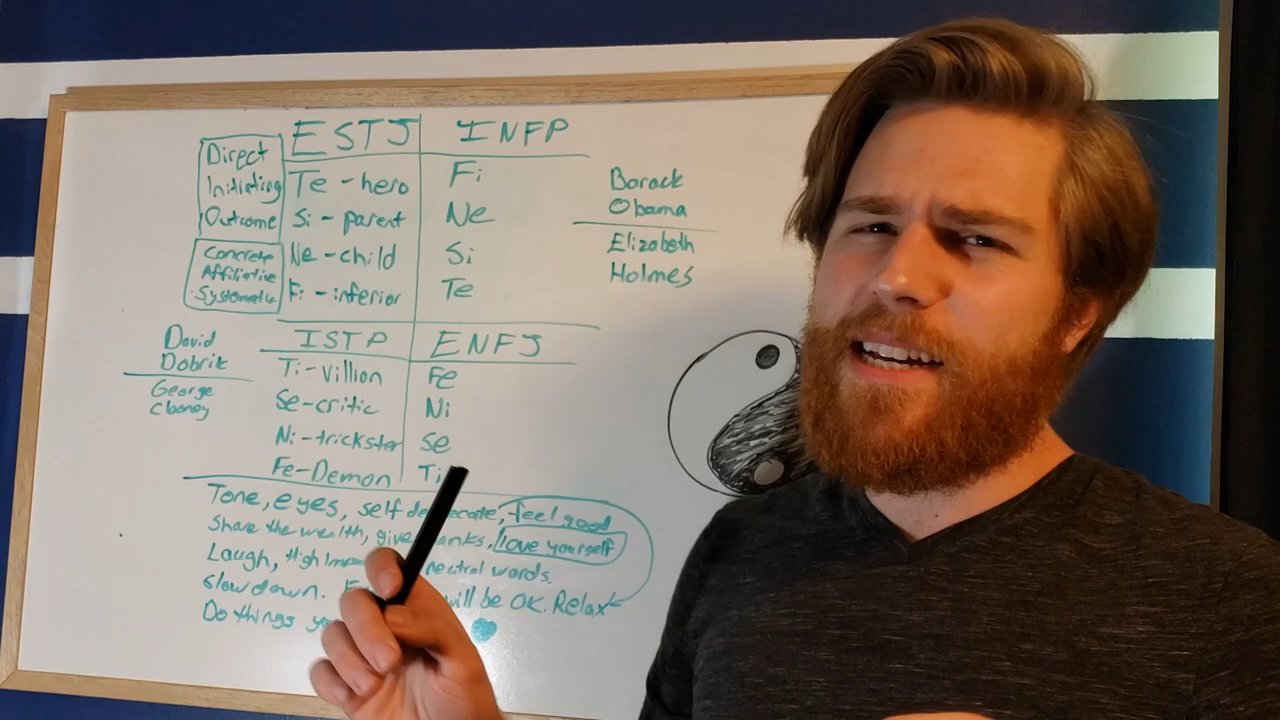 ESTJ INFP
Direct
Initiating
Outcome
Concrete
Affiliative
Systematic
Te - hero Fi
Si - parent Ne
Ne - child Si
Fi - inferior Te
Barack
Obama
Elizabeth
Holmes
ISTP ENFJ
Ti - villion Fe
Se - critic Ni
Ni - trickster Se
Fe - Demon Ti
David
Dobrik
George
Clooney
Tone, eyes, self feel good
Share the wealth, give love yourself
Laugh, High neutral words.
Slow down. will be OK. Relax
Do things